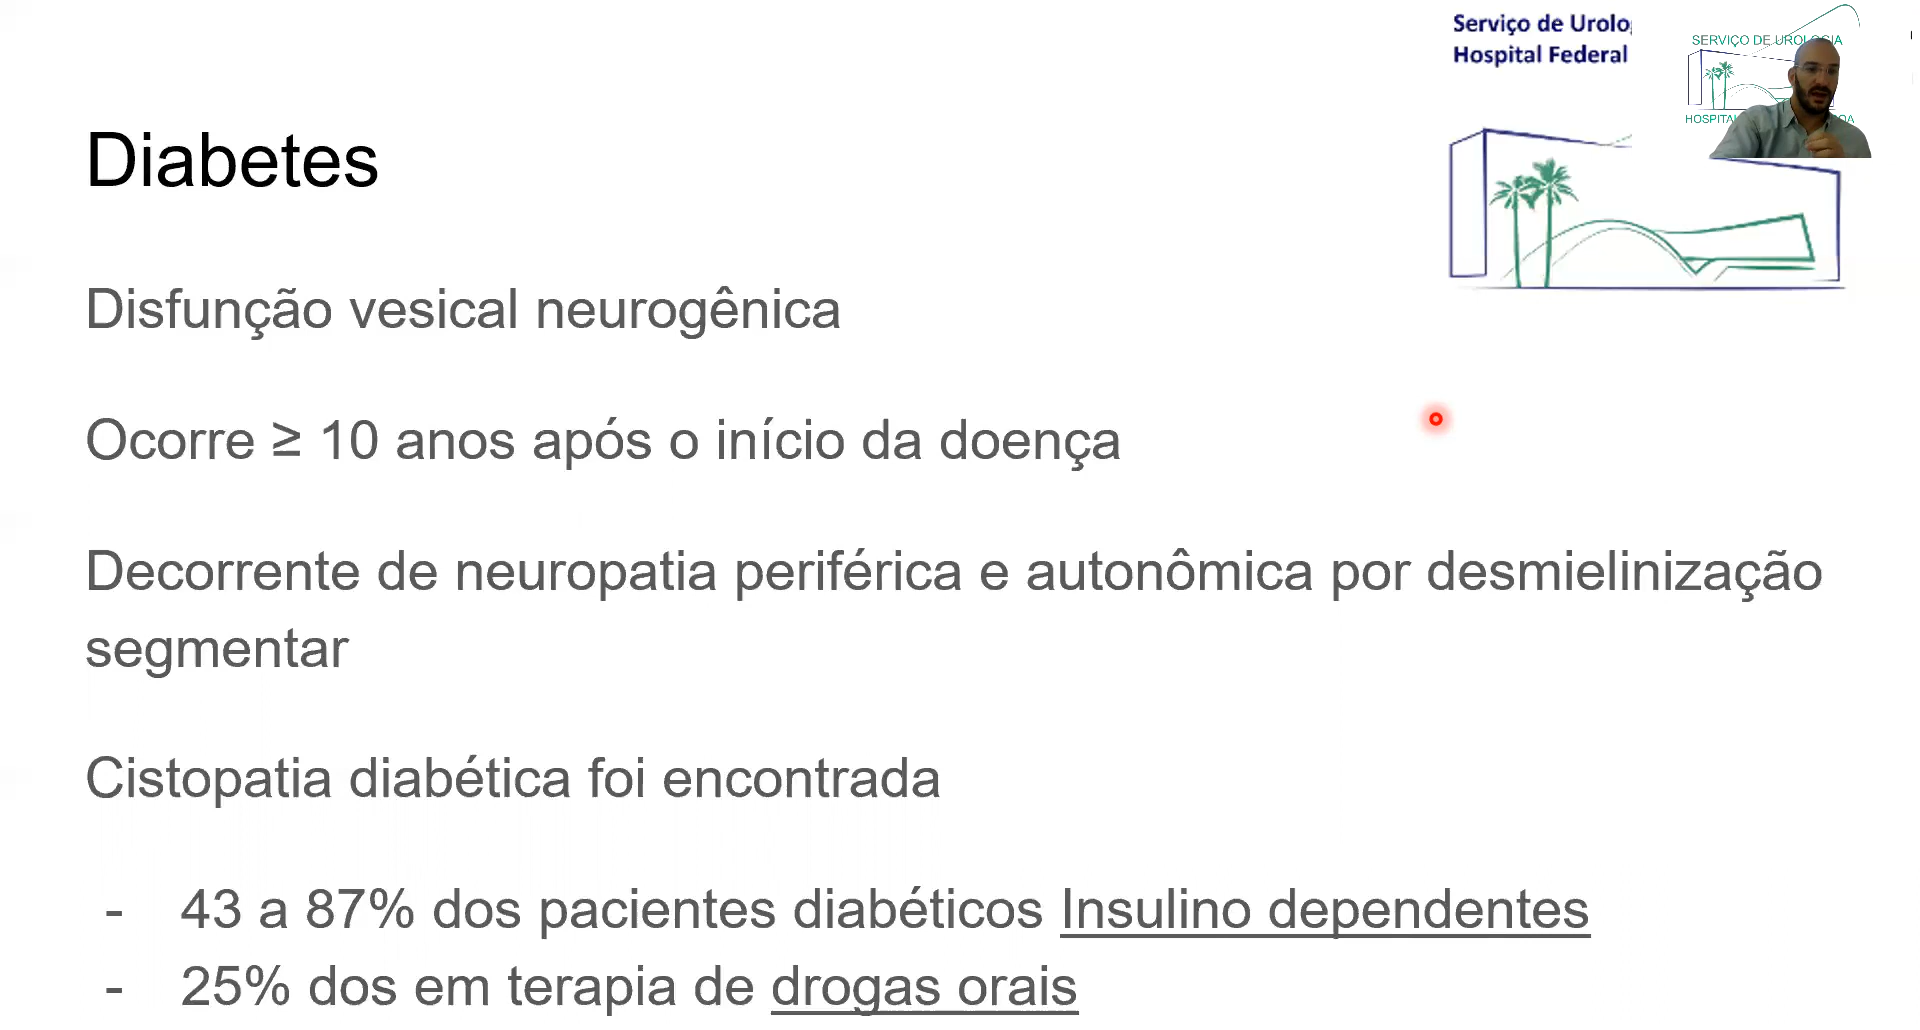 Serviço de Urolo
Hospital Federal
SERVIÇO DE UROLOGIA
HOSPITAL
Diabetes
Disfunção vesical neurogênica
Ocorre ≥ 10 anos após o início da doença
Decorrente de neuropatia periférica e autonômica por desmielinização
segmentar
Cistopatia diabética foi encontrada
- 43 a 87% dos pacientes diabéticos Insulino dependentes
- 25% dos em terapia de drogas orais